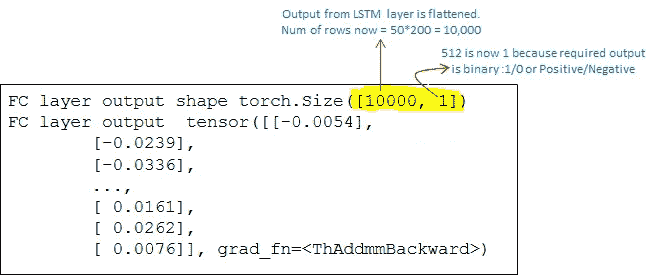 Output from LSTM layer is flattened.
Num of rows now = 50*200 = 10,000
512 is now 1 because required output
is binary :1/0 or Positive/Negative
FC layer output shape torch.Size([10000, 1])
FC layer output  tensor([[-0.0054],
        [-0.0239],
        [-0.0336],
        ...,
        [ 0.0161],
        [ 0.0262],
        [ 0.0076]], grad_fn=<ThAddmmBackward>)